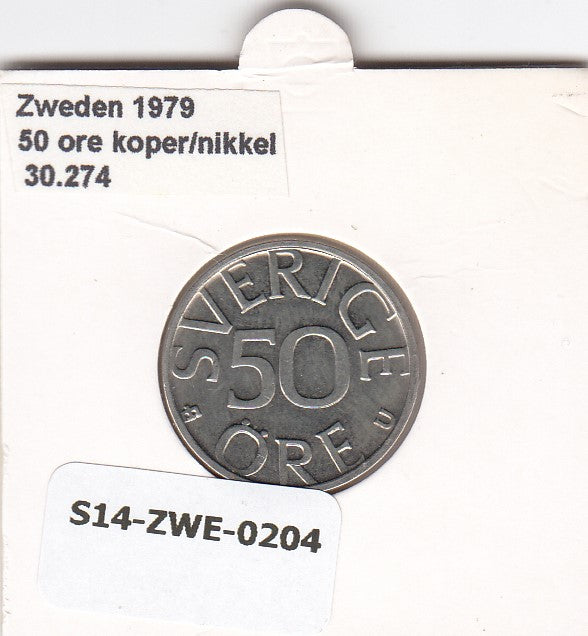 Zweden 1979
50 ore koper/nikkel
30.274
SVERIGE
50
ÖRE
U
S14-ZWE-0204